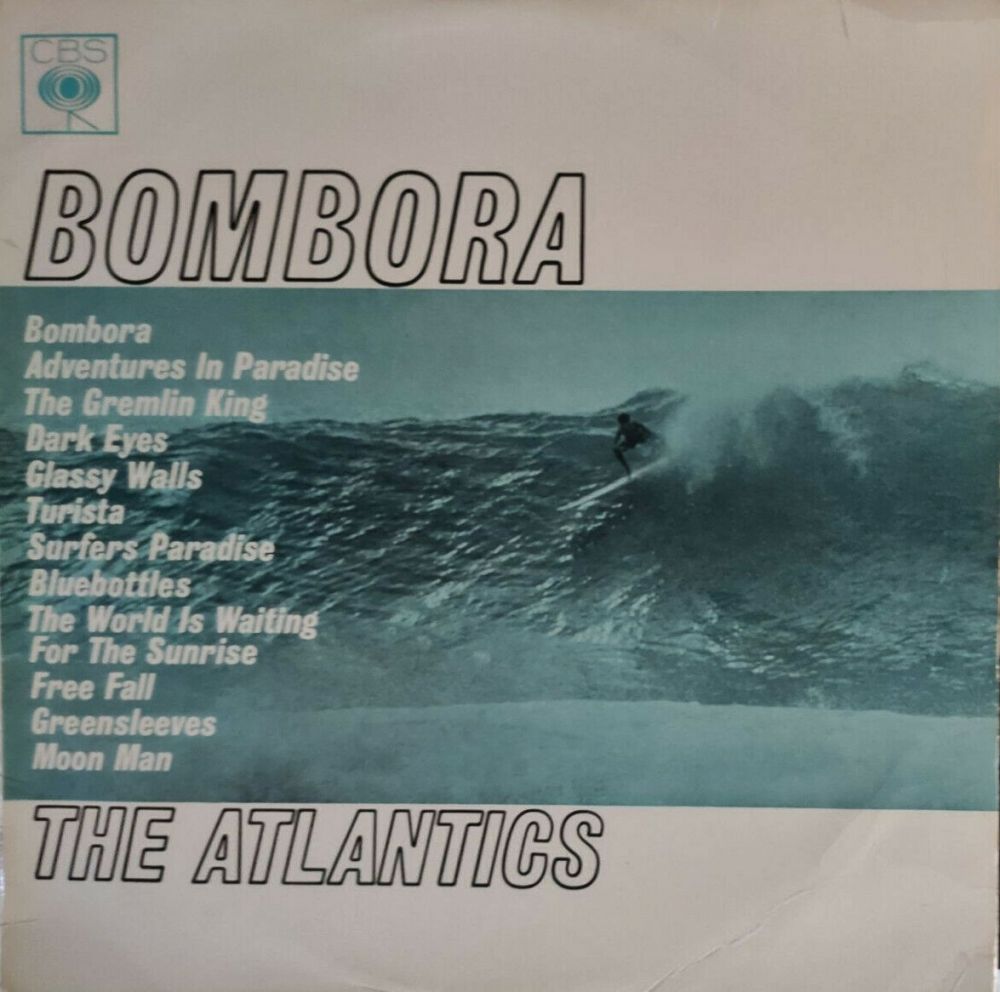 CBS
BOMBORA
Bombora
Adventures In Paradise
The Gremlin King
Dark Eyes
Glassy Walls
Turista
Surfers Paradise
Bluebottles
The World Is Waiting
For The Sunrise
Free Fall
Greensleeves
Moon Man
THE ATLANTICS